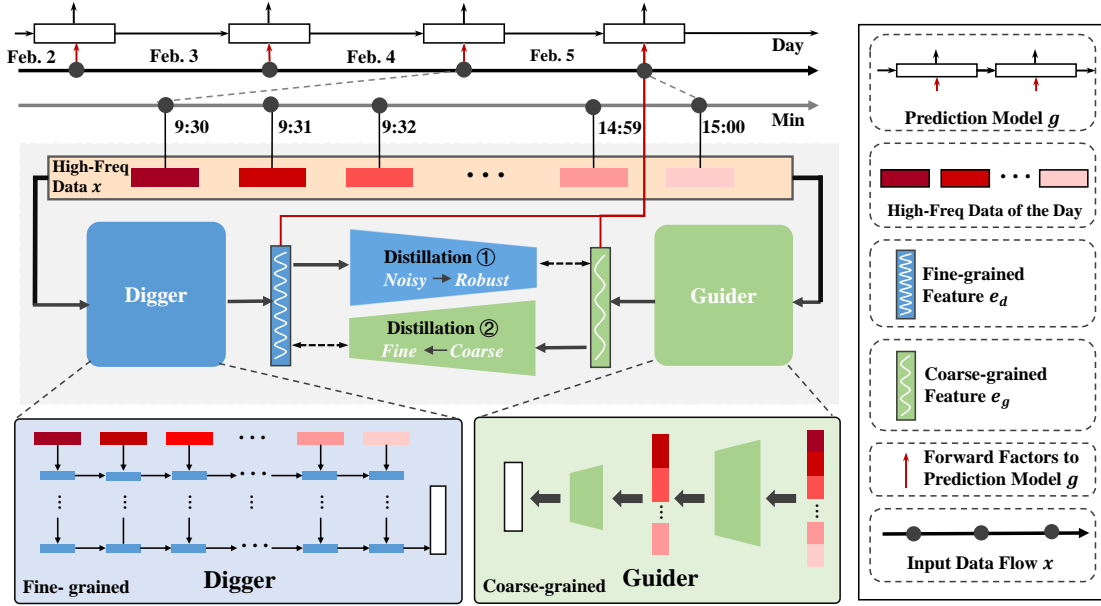 Feb. 2
Feb. 3
Feb. 4
Feb. 5
Day
Min
9:30
9:31
9:32
14:59
15:00
High-Freq
Data x
Digger
Distillation ①
Noisy → Robust
Distillation ②
Fine ← Coarse
Guider
Fine- grained
Digger
Coarse-grained
Guider
Prediction Model g
High-Freq Data of the Day
Fine-grained
Feature e_d
Coarse-grained
Feature e_g
Forward Factors to
Prediction Model g
Input Data Flow x